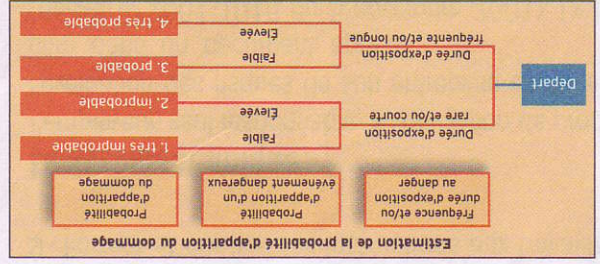 Estimation de la probabilité d'apparition du dommage
Fréquence et/ou
durée d'exposition
au danger
Probabilité
d'apparition d'un
événement dangereux
Probabilité
d'apparition
du dommage
Départ
Durée d'exposition
rare et/ou courte
Faible
1. très improbable
Élevée
2. improbable
Durée d'exposition
fréquente et/ou longue
Faible
3. probable
Élevée
4. très probable